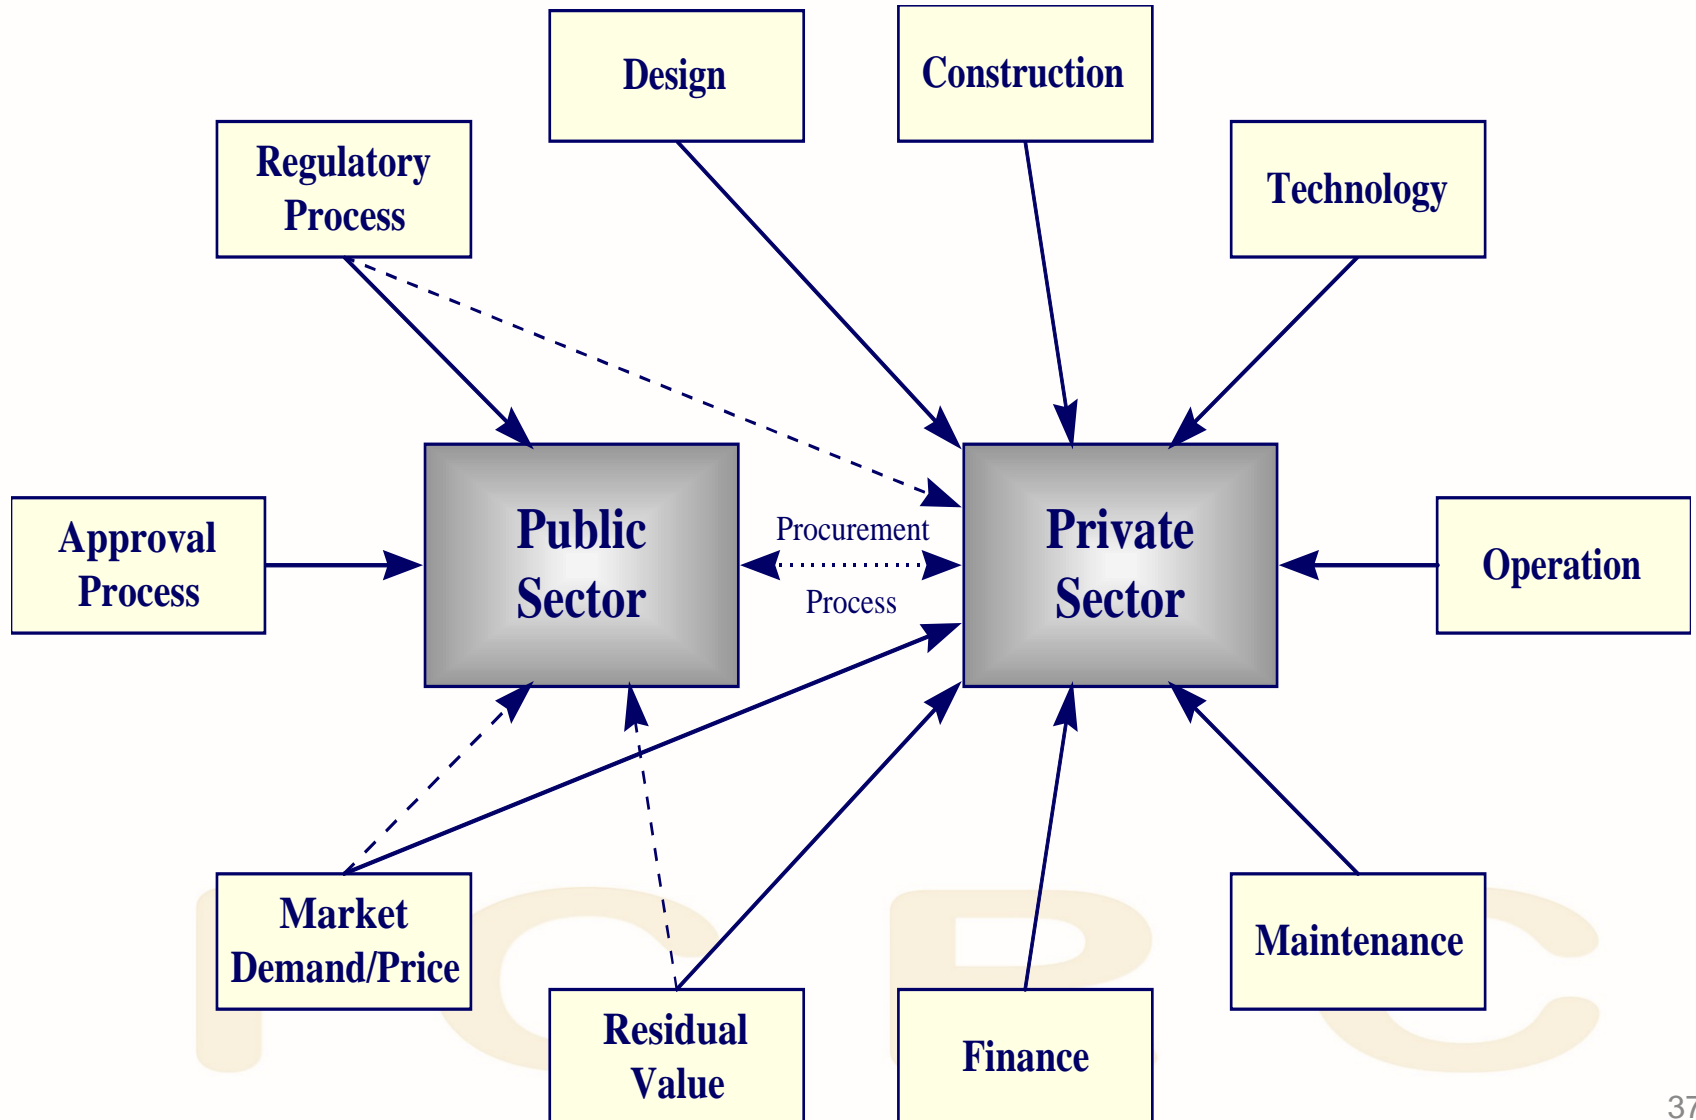 Design
Construction
Regulatory
Process
Technology
Public
Sector
Procurement
Process
Private
Sector
Approval
Process
Operation
Market
Demand/Price
Maintenance
Residual
Value
Finance
I C R C
37